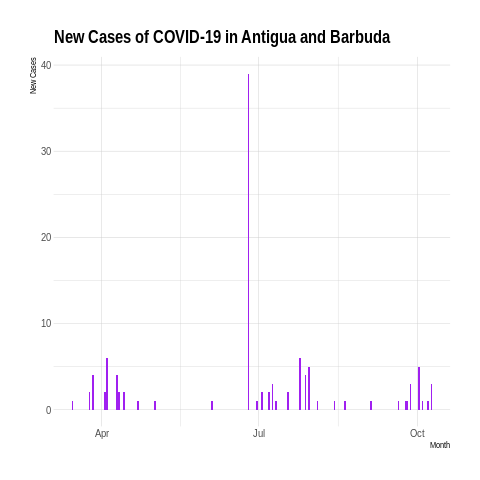 New Cases of COVID-19 in Antigua and Barbuda
New Cases
40
30
20
10
0
Apr
Jul
Oct
Month